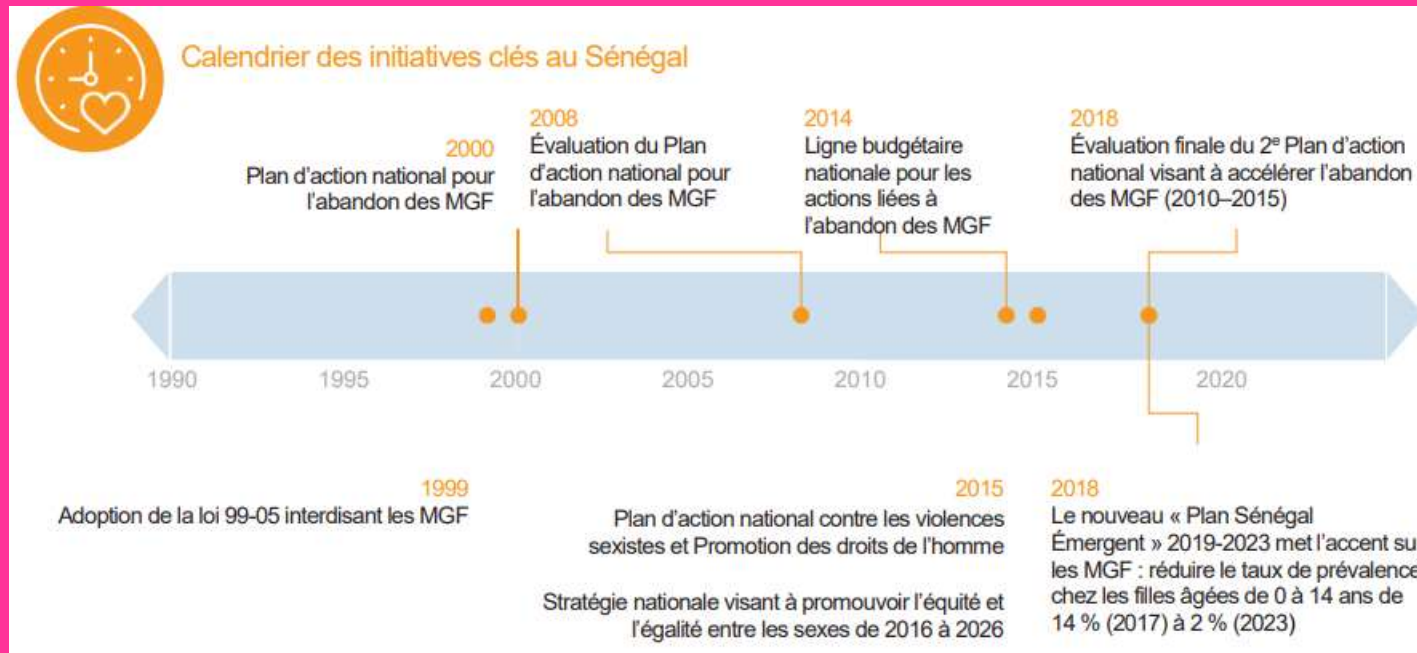 Calendrier des initiatives clés au Sénégal
2000
Plan d'action national pour
l'abandon des MGF
2008
Évaluation du Plan
d'action national pour
l'abandon des MGF
2014
Ligne budgétaire
nationale pour les
actions liées à
l'abandon des MGF
2018
Évaluation finale du 2e Plan d'action
national visant à accélérer l'abandon
des MGF (2010–2015)
1990 1995 2000 2005 2010 2015 2020
1999
Adoption de la loi 99-05 interdisant les MGF
2015
Plan d'action national contre les violences
sexistes et Promotion des droits de l'homme
Stratégie nationale visant à promouvoir l'équité et
l'égalité entre les sexes de 2016 à 2026
2018
Le nouveau « Plan Sénégal
Émergent » 2019-2023 met l'accent su
les MGF : réduire le taux de prévalence
chez les filles âgées de 0 à 14 ans de
14 % (2017) à 2 % (2023)